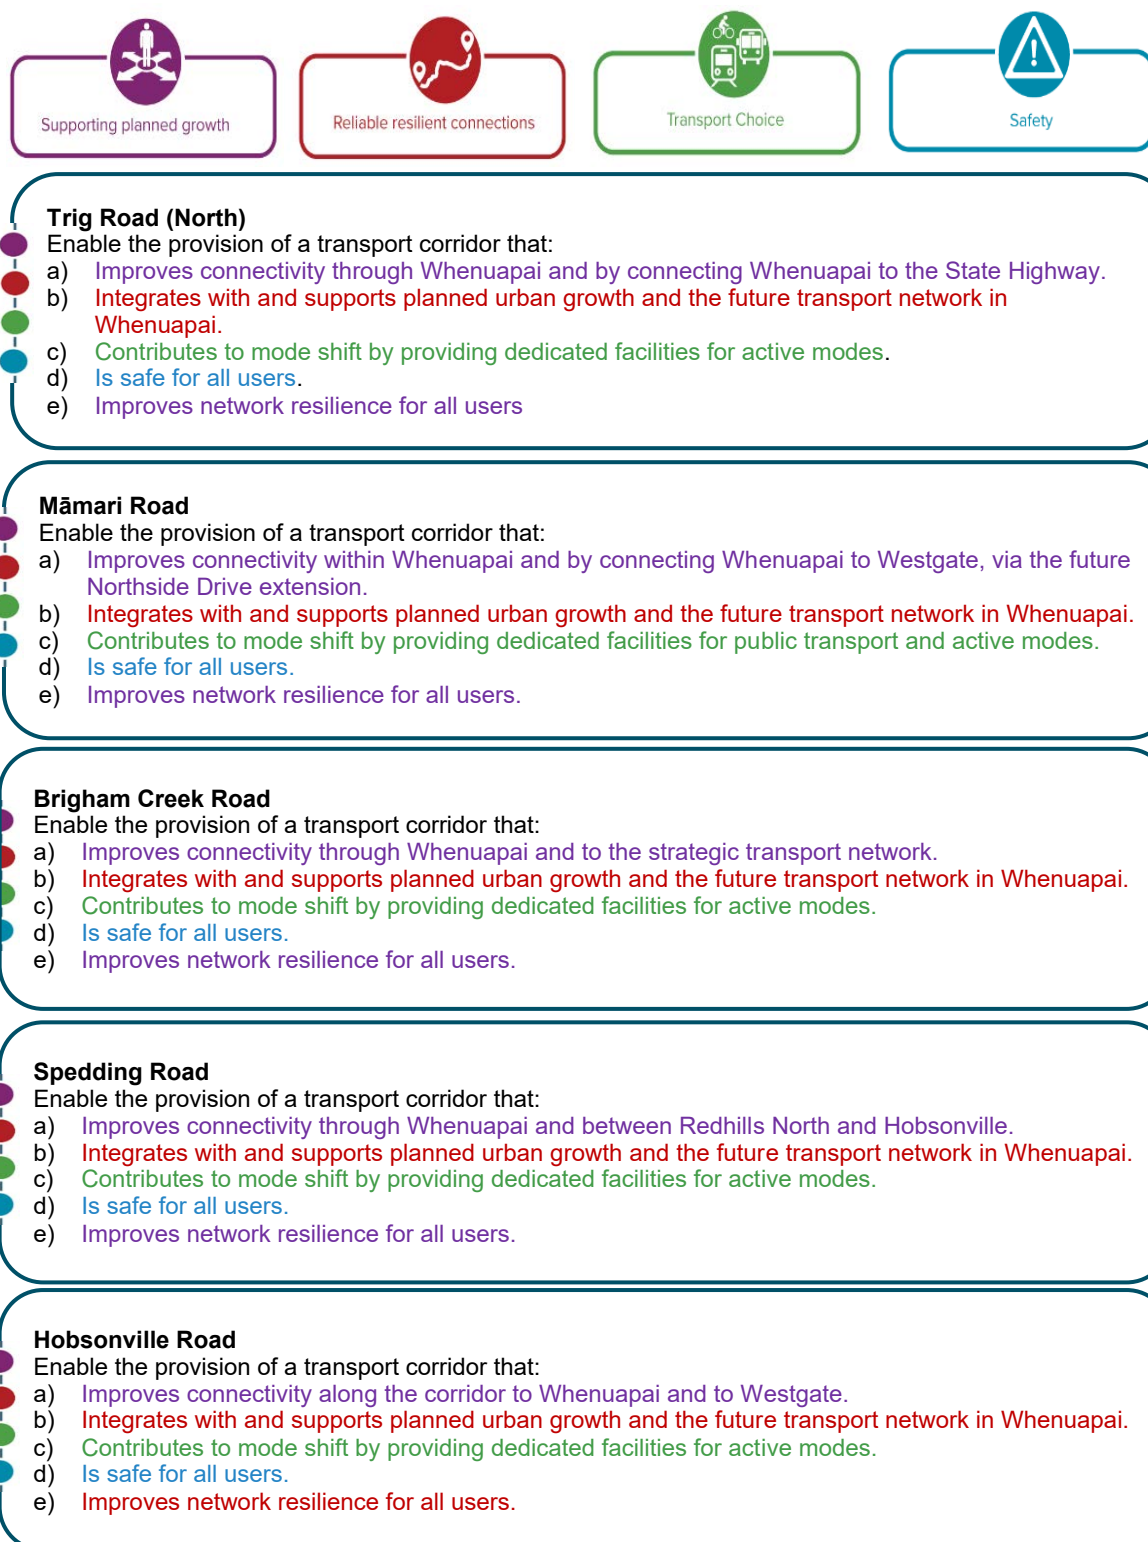 Supporting planned growth
Reliable resilient connections
Transport Choice
Safety
Trig Road (North)
Enable the provision of a transport corridor that:
a) Improves connectivity through Whenuapai and by connecting Whenuapai to the State Highway.
b) Integrates with and supports planned urban growth and the future transport network in
Whenuapai.
c) Contributes to mode shift by providing dedicated facilities for active modes.
d) Is safe for all users.
e) Improves network resilience for all users
Māmari Road
Enable the provision of a transport corridor that:
a) Improves connectivity within Whenuapai and by connecting Whenuapai to Westgate, via the future
Northside Drive extension.
b) Integrates with and supports planned urban growth and the future transport network in Whenuapai.
c) Contributes to mode shift by providing dedicated facilities for public transport and active modes.
d) Is safe for all users.
e) Improves network resilience for all users.
Brigham Creek Road
Enable the provision of a transport corridor that:
a) Improves connectivity through Whenuapai and to the strategic transport network.
b) Integrates with and supports planned urban growth and the future transport network in Whenuapai.
c) Contributes to mode shift by providing dedicated facilities for active modes.
d) Is safe for all users.
e) Improves network resilience for all users.
Spedding Road
Enable the provision of a transport corridor that:
a) Improves connectivity through Whenuapai and between Redhills North and Hobsonville.
b) Integrates with and supports planned urban growth and the future transport network in Whenuapai.
c) Contributes to mode shift by providing dedicated facilities for active modes.
d) Is safe for all users.
e) Improves network resilience for all users.
Hobsonville Road
Enable the provision of a transport corridor that:
a) Improves connectivity along the corridor to Whenuapai and to Westgate.
b) Integrates with and supports planned urban growth and the future transport network in Whenuapai.
c) Contributes to mode shift by providing dedicated facilities for active modes.
d) Is safe for all users.
e) Improves network resilience for all users.